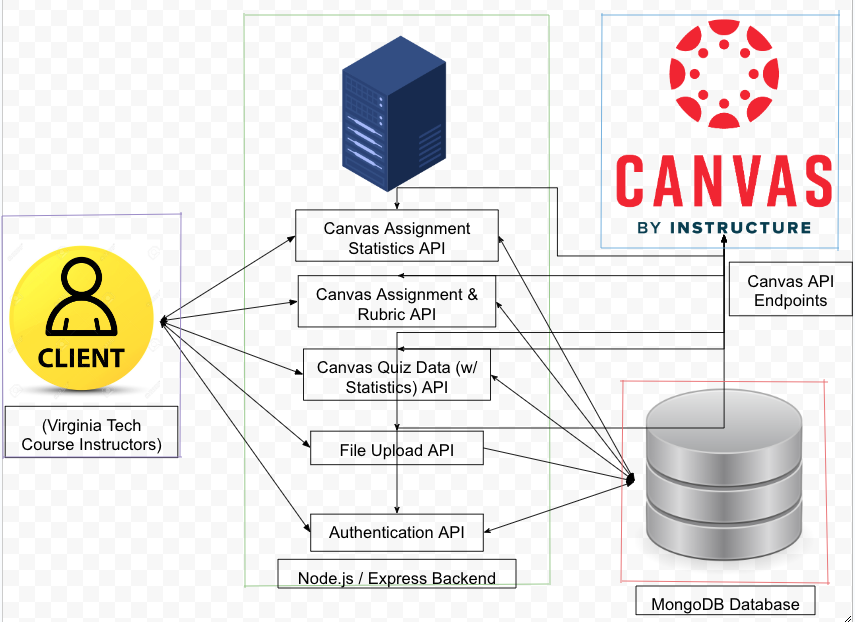 CANVAS
BY INSTRUCTURE
Canvas Assignment
Statistics API
Canvas API
Endpoints
Canvas Assignment &
Rubric API
CLIENT
Canvas Quiz Data (w/
Statistics) API
(Virginia Tech
Course Instructors)
File Upload API
Authentication API
Node.js / Express Backend
MongoDB Database